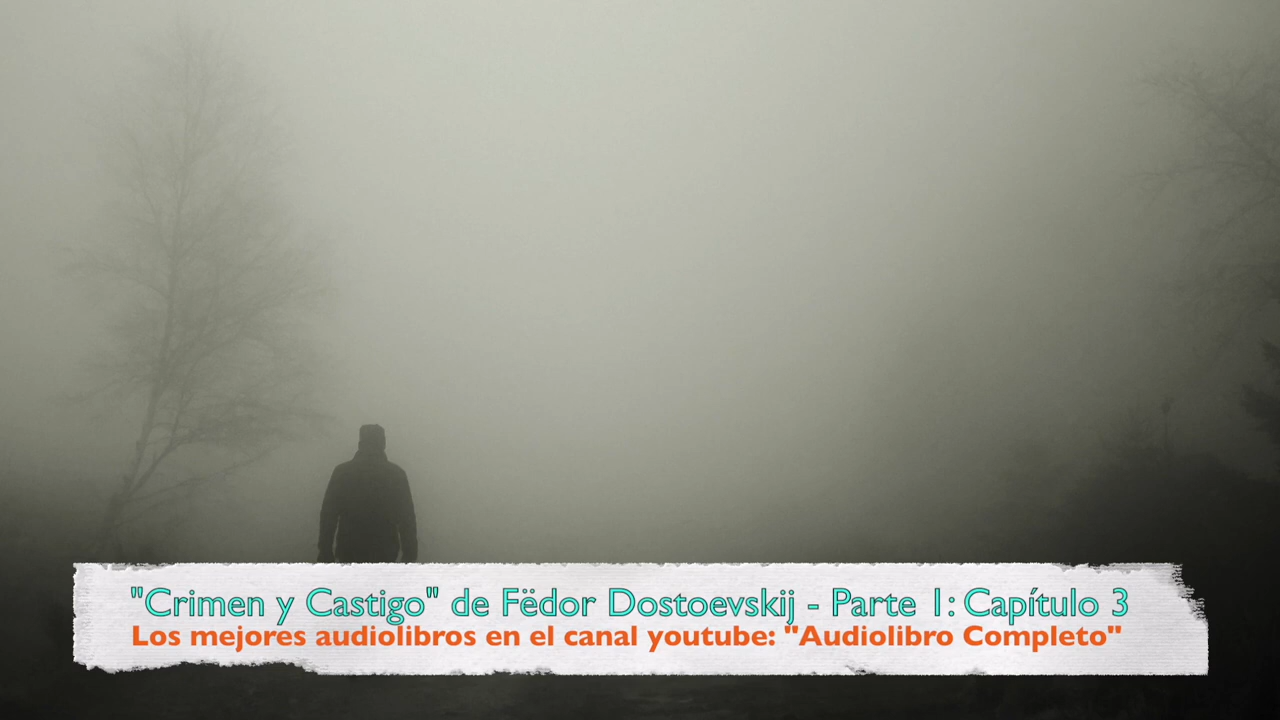 "Crimen y Castigo" de Fëdor Dostoevskij - Parte 1: Capítulo 3
Los mejores audiolibros en el canal youtube: "Audiolibro Completo"